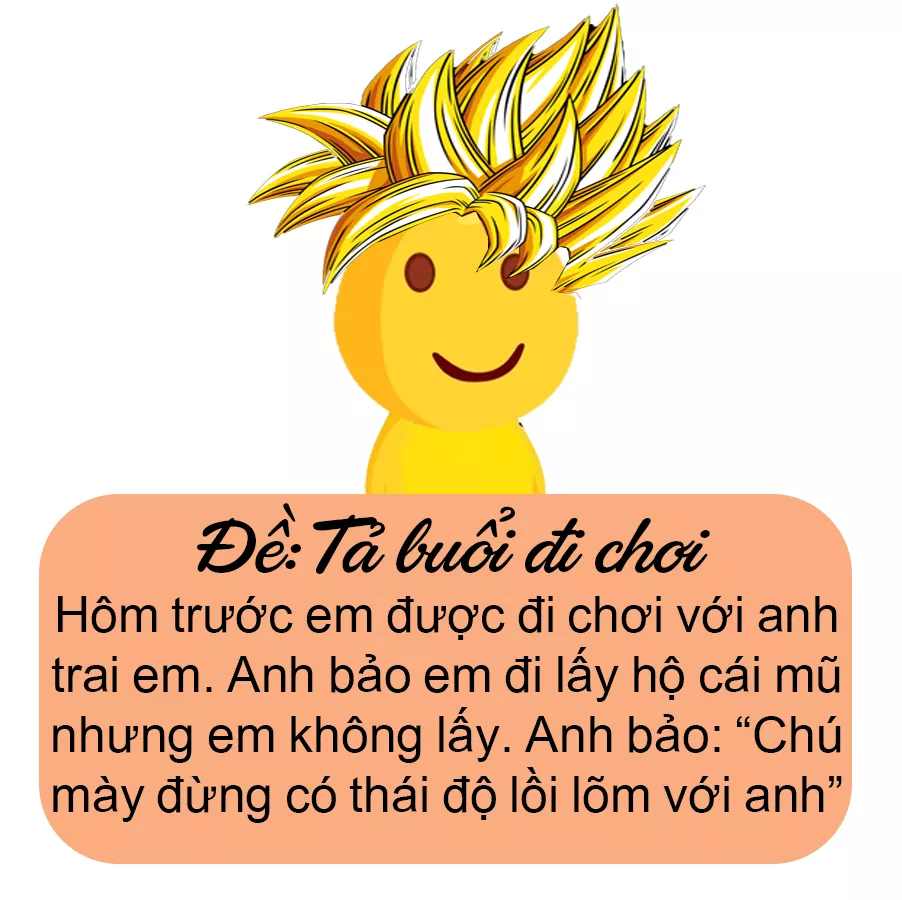 Đề: Tả buổi đi chơi
Hôm trước em được đi chơi với anh
trai em. Anh bảo em đi lấy hộ cái mũ
nhưng em không lấy. Anh bảo: “Chú
mày đừng có thái độ lồi lõm với anh”